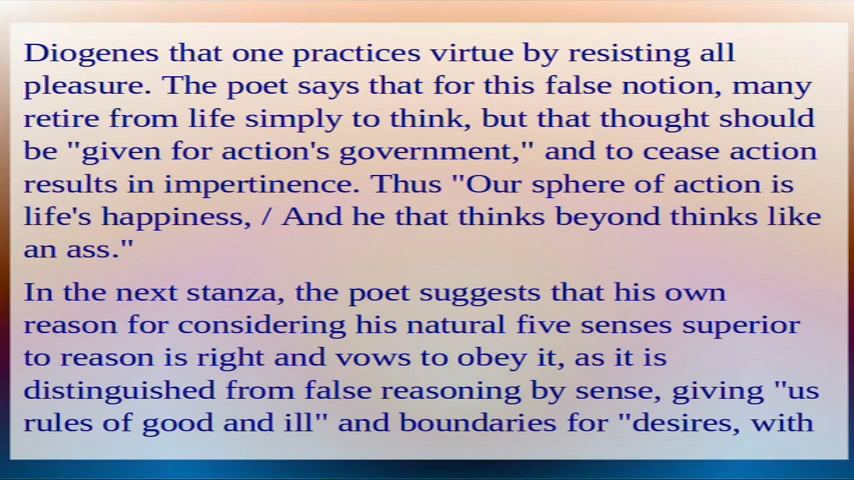 Diogenes that one practices virtue by resisting all
pleasure. The poet says that for this false notion, many
retire from life simply to think, but that thought should
be "given for action's government," and to cease action
results in impertinence. Thus "Our sphere of action is
life's happiness, / And he that thinks beyond thinks like
an ass."
In the next stanza, the poet suggests that his own
reason for considering his natural five senses superior
to reason is right and vows to obey it, as it is
distinguished from false reasoning by sense, giving "us
rules of good and ill" and boundaries for "desires, with